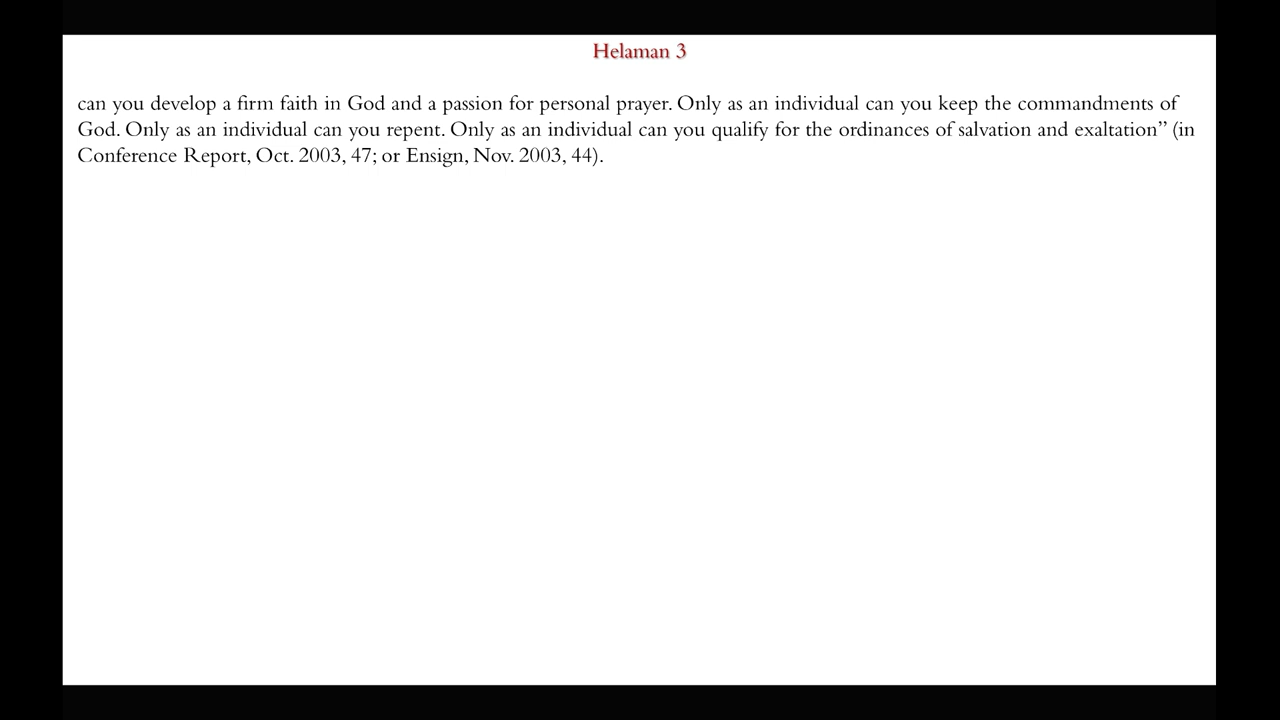 Helaman 3
can you develop a firm faith in God and a passion for personal prayer. Only as an individual can you keep the commandments of
God. Only as an individual can you repent. Only as an individual can you qualify for the ordinances of salvation and exaltation” (in
Conference Report, Oct. 2003, 47; or Ensign, Nov. 2003, 44).